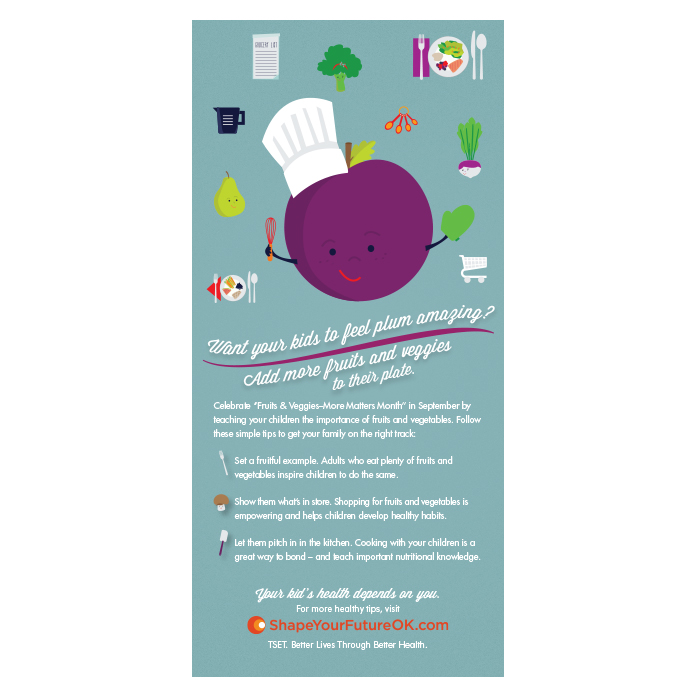 GROCERY LIST
Want your kids to feel plum amazing?
Add more fruits and veggies
to their plate.
Celebrate "Fruits & Veggies–More Matters Month" in September by
teaching your children the importance of fruits and vegetables. Follow
these simple tips to get your family on the right track:
Set a fruitful example. Adults who eat plenty of fruits and
vegetables inspire children to do the same.
Show them what's in store. Shopping for fruits and vegetables is
empowering and helps children develop healthy habits.
Let them pitch in in the kitchen. Cooking with your children is a
great way to bond – and teach important nutritional knowledge.
Your kid's health depends on you.
For more healthy tips, visit
ShapeYourFutureOK.com
TSET. Better Lives Through Better Health.